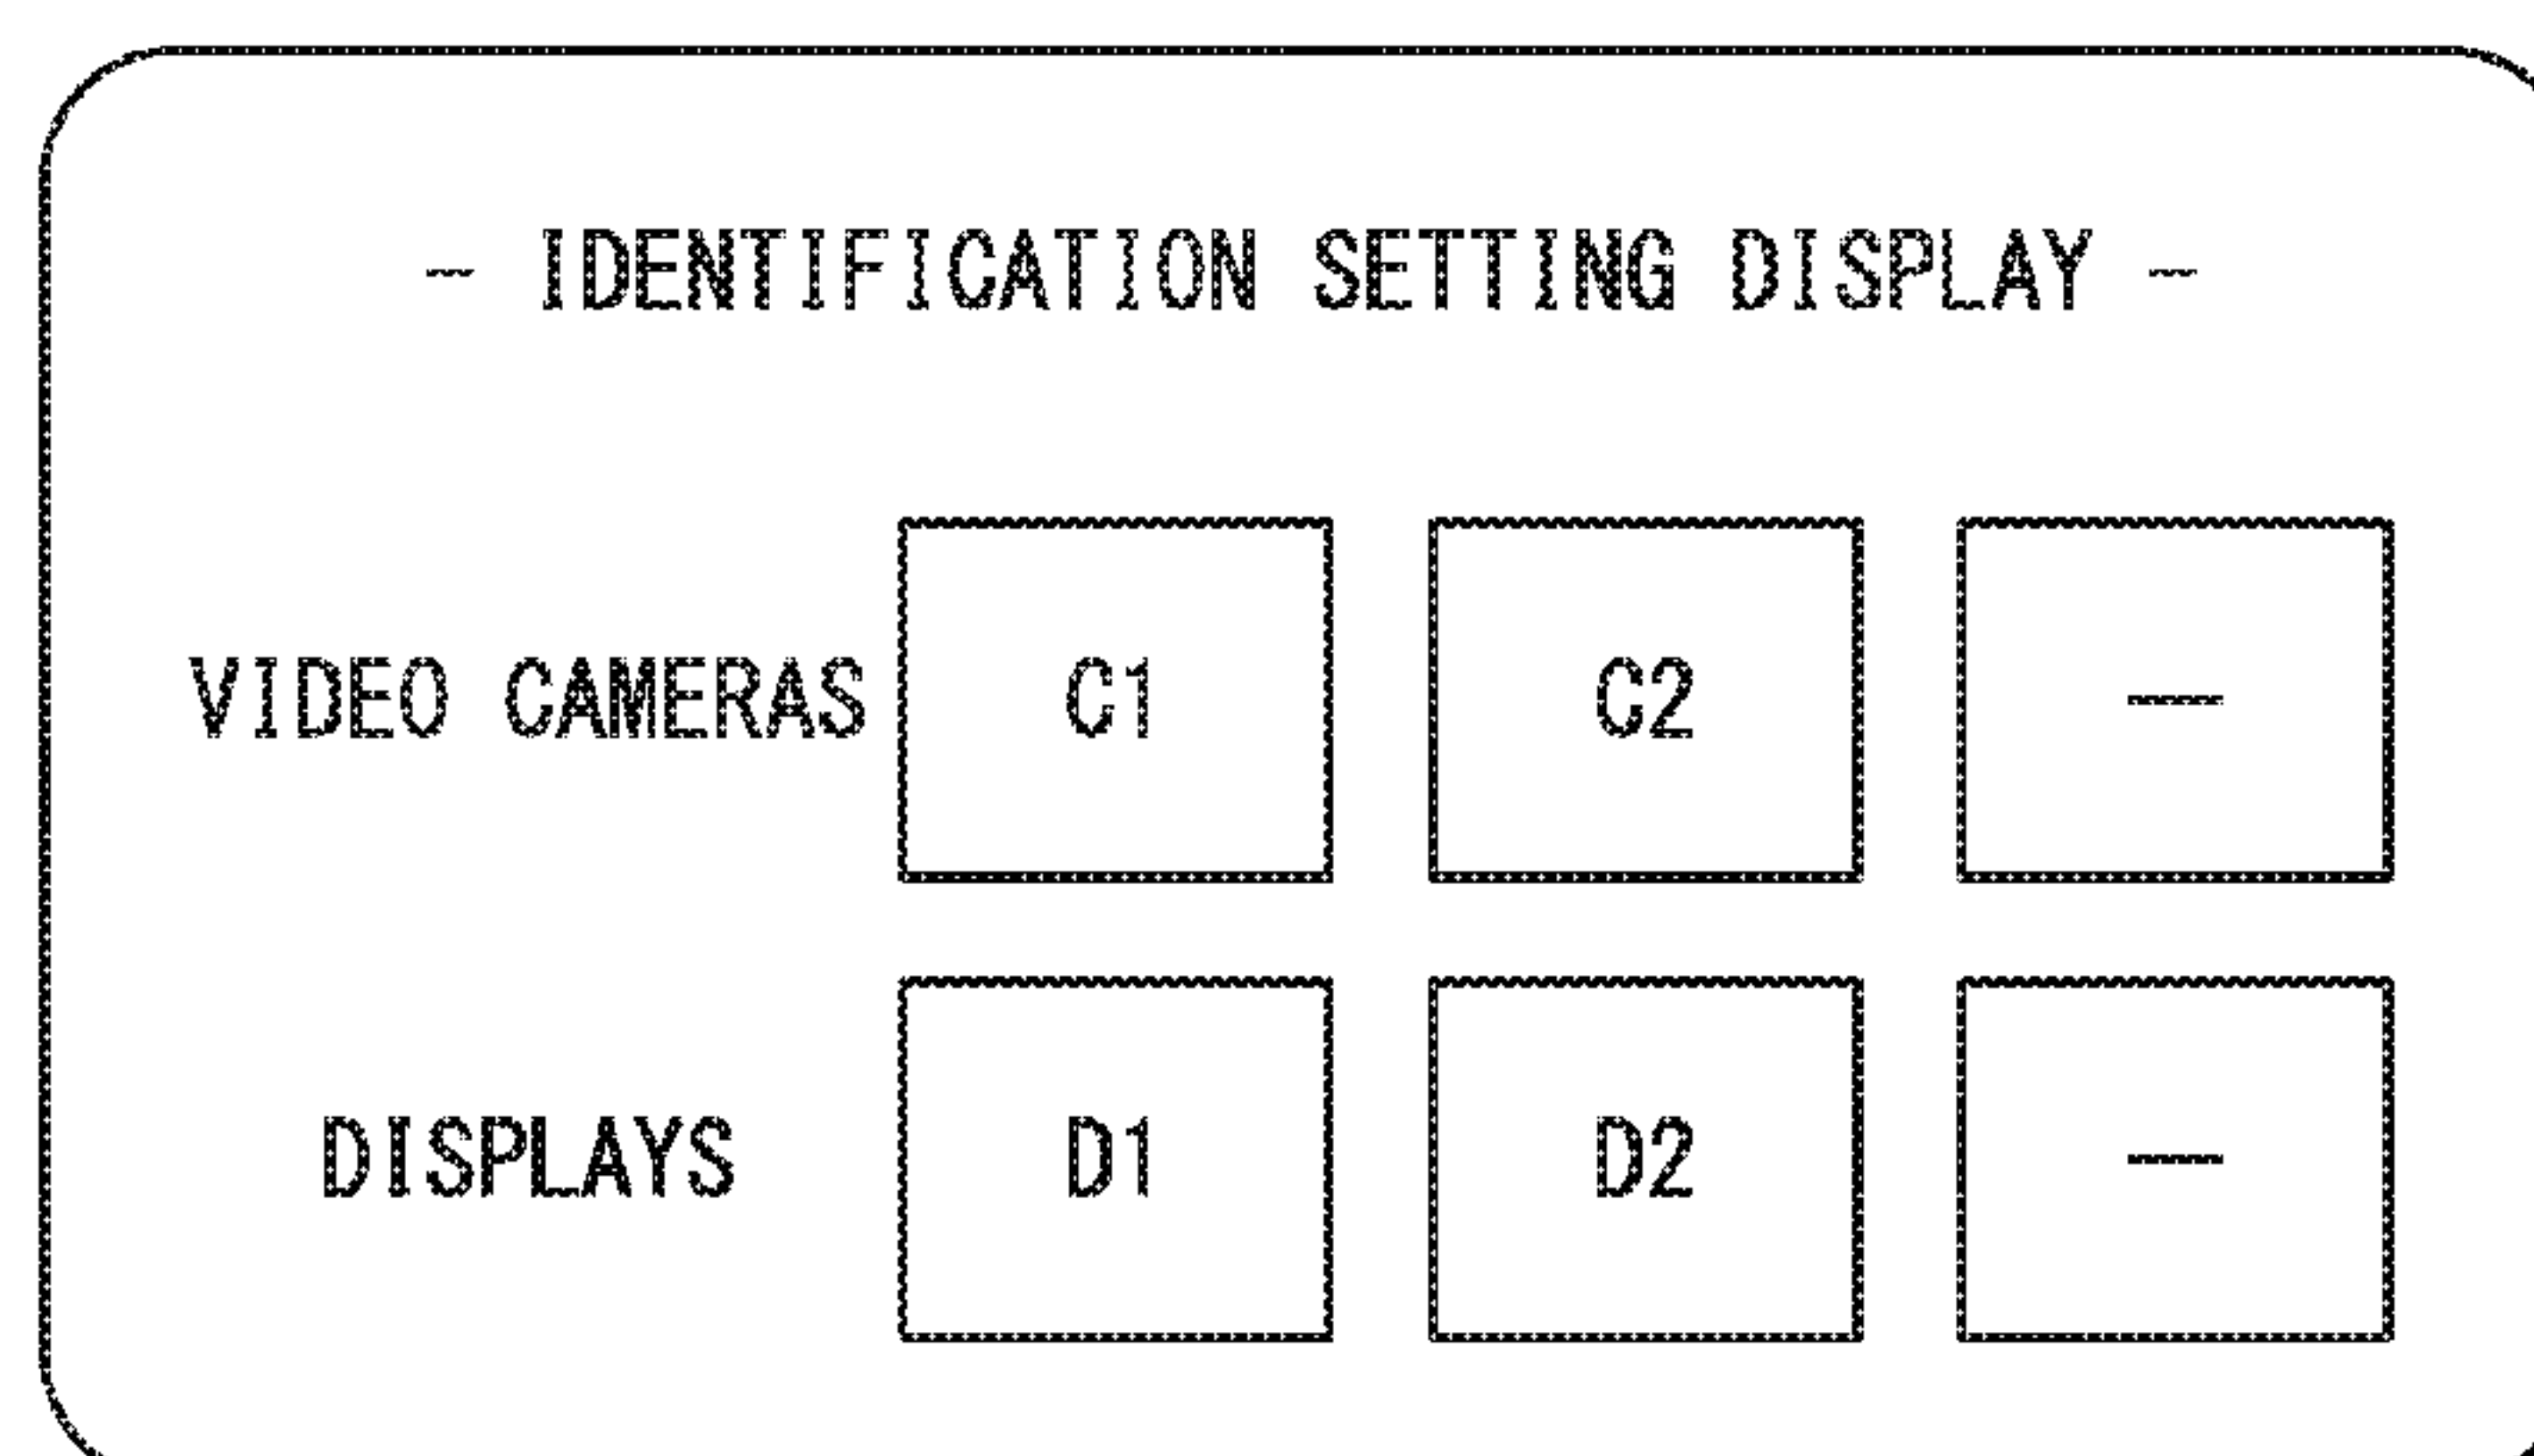 - IDENTIFICATION SETTING DISPLAY -
VIDEO CAMERAS C1 C2 —
DISPLAYS D1 D2 —